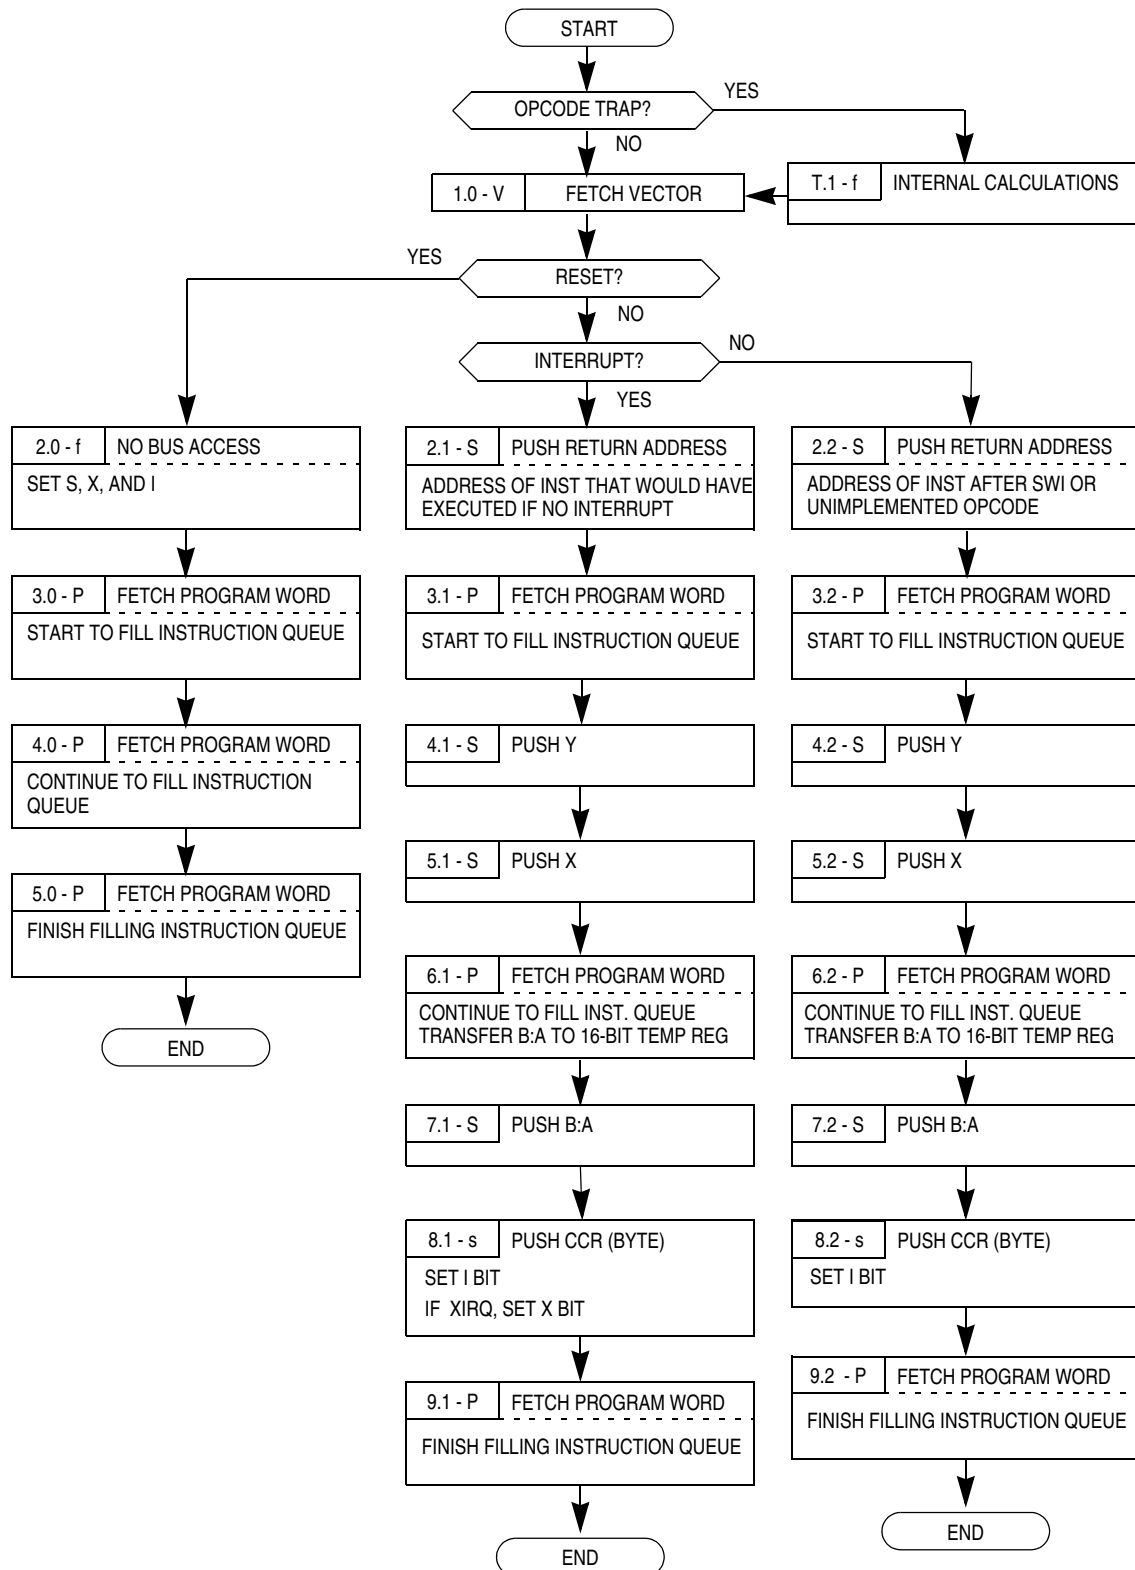 START
OPCODE TRAP?
YES
NO
T.1 - f INTERNAL CALCULATIONS
1.0 - V FETCH VECTOR
YES
RESET?
NO
INTERRUPT?
NO
YES
2.0 - f NO BUS ACCESS
SET S, X, AND I
3.0 - P FETCH PROGRAM WORD
START TO FILL INSTRUCTION QUEUE
4.0 - P FETCH PROGRAM WORD
CONTINUE TO FILL INSTRUCTION
QUEUE
5.0 - P FETCH PROGRAM WORD
FINISH FILLING INSTRUCTION QUEUE
END
2.1 - S PUSH RETURN ADDRESS
ADDRESS OF INST THAT WOULD HAVE
EXECUTED IF NO INTERRUPT
3.1 - P FETCH PROGRAM WORD
START TO FILL INSTRUCTION QUEUE
4.1 - S PUSH Y
5.1 - S PUSH X
6.1 - P FETCH PROGRAM WORD
CONTINUE TO FILL INST. QUEUE
TRANSFER B:A TO 16-BIT TEMP REG
7.1 - S PUSH B:A
8.1 - s PUSH CCR (BYTE)
SET I BIT
IF XIRQ, SET X BIT
9.1 - P FETCH PROGRAM WORD
FINISH FILLING INSTRUCTION QUEUE
END
2.2 - S PUSH RETURN ADDRESS
ADDRESS OF INST AFTER SWI OR
UNIMPLEMENTED OPCODE
3.2 - P FETCH PROGRAM WORD
START TO FILL INSTRUCTION QUEUE
4.2 - S PUSH Y
5.2 - S PUSH X
6.2 - P FETCH PROGRAM WORD
CONTINUE TO FILL INST. QUEUE
TRANSFER B:A TO 16-BIT TEMP REG
7.2 - S PUSH B:A
8.2 - s PUSH CCR (BYTE)
SET I BIT
9.2 - P FETCH PROGRAM WORD
FINISH FILLING INSTRUCTION QUEUE
END